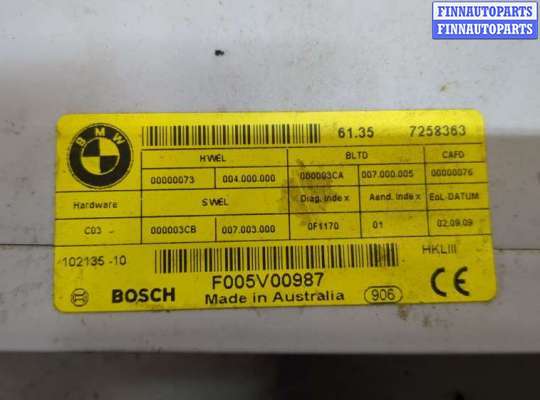 FINNAUTOPARTS
FINNAUTOPARTS
BMW
61.35 7258363
HWEL BLTD CAFD
00000073 004.000.000 000003CA 007.000.005 00000076
Hardware SWEL Diag. Index Aend. Index EoL-DATUM
C03 000003CB 007.003.000 0F1170 01 02.09.09
102135-10 HKLIII
F005V00987
BOSCH Made in Australia 906 CE